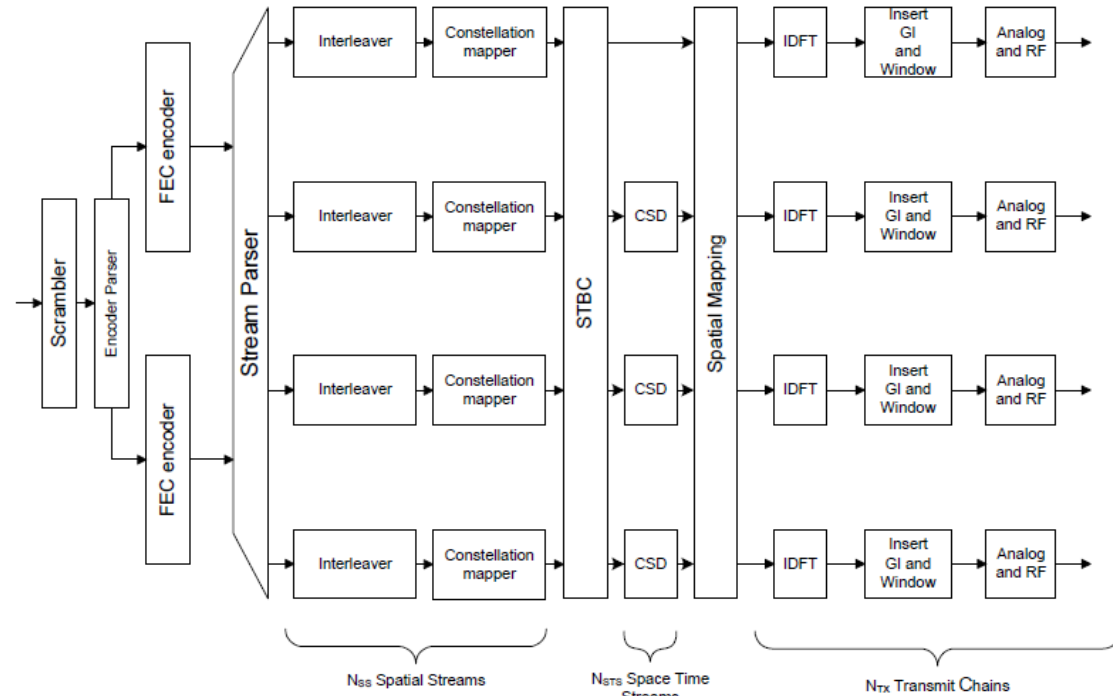 Scrambler
Encoder Parser
FEC encoder
FEC encoder
Stream Parser
Interleaver
Constellation
mapper
Interleaver
Constellation
mapper
Interleaver
Constellation
mapper
Interleaver
Constellation
mapper
STBC
CSD
CSD
CSD
Spatial Mapping
IDFT
Insert
GI
and
Window
Analog
and RF
IDFT
Insert
GI and
Window
Analog
and RF
IDFT
Insert
GI and
Window
Analog
and RF
IDFT
Insert
GI and
Window
Analog
and RF
NSS Spatial Streams
NSTS Space Time
Streams
NTX Transmit Chains